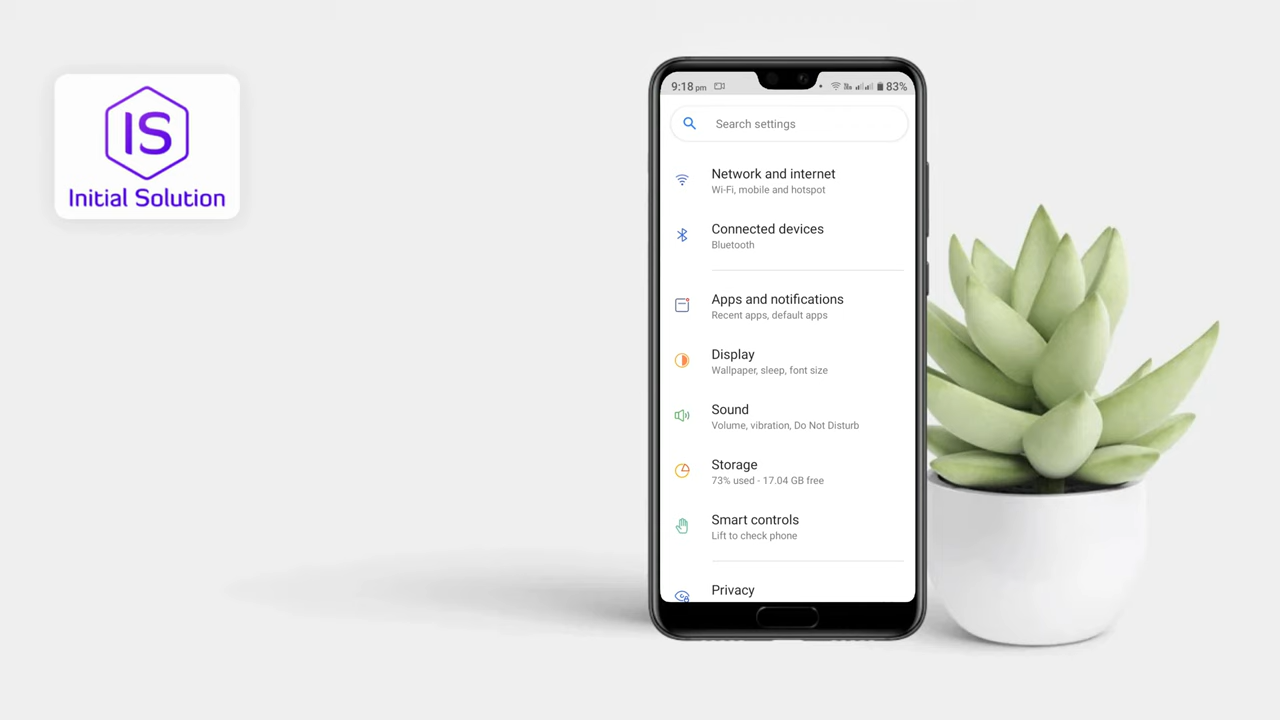 IS
Initial Solution
9:18 pm
83%
Search settings
Network and internet
Wi-Fi, mobile and hotspot
Connected devices
Bluetooth
Apps and notifications
Recent apps, default apps
Display
Wallpaper, sleep, font size
Sound
Volume, vibration, Do Not Disturb
Storage
73% used - 17.04 GB free
Smart controls
Lift to check phone
Privacy